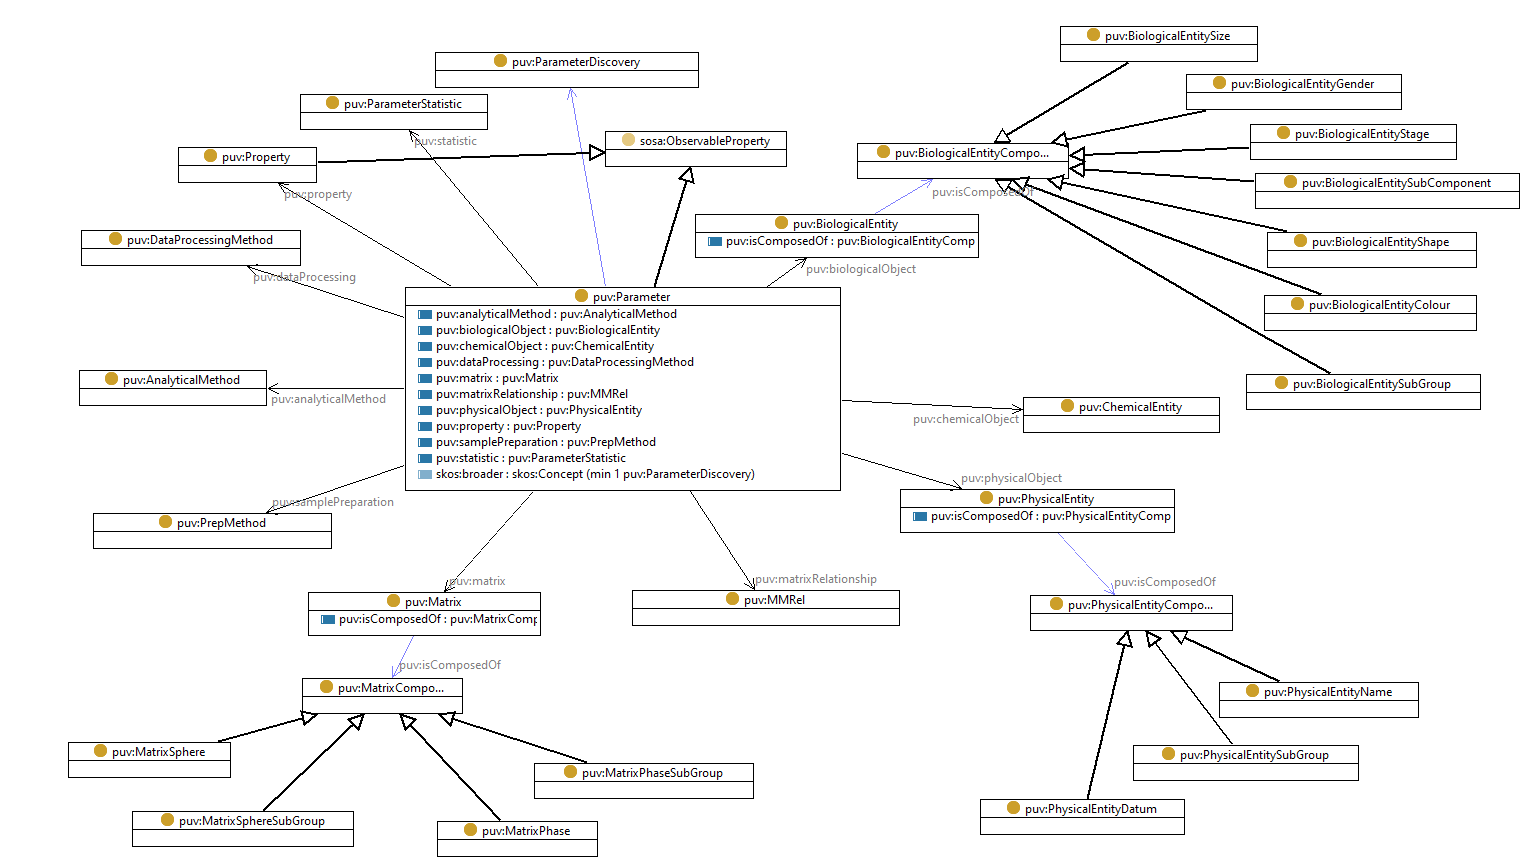 puv:BiologicalEntitySize
puv:ParameterDiscovery
puv:BiologicalEntityGender
puv:ParameterStatistic
puv:BiologicalEntityStage
puv:statistic
sosa:ObservableProperty
puv:Property
puv:BiologicalEntityCompo...
puv:BiologicalEntitySubComponent
puv:property
puv:isComposedOf
puv:BiologicalEntity
puv:isComposedOf : puv:BiologicalEntityComp
puv:DataProcessingMethod
puv:BiologicalEntityShape
puv:dataProcessing
puv:biologicalObject
puv:Parameter
puv:analyticalMethod : puv:AnalyticalMethod
puv:biologicalObject : puv:BiologicalEntity
puv:chemicalObject : puv:ChemicalEntity
puv:dataProcessing : puv:DataProcessingMethod
puv:matrix : puv:Matrix
puv:matrixRelationship : puv:MMRel
puv:physicalObject : puv:PhysicalEntity
puv:property : puv:Property
puv:samplePreparation : puv:PrepMethod
puv:statistic : puv:ParameterStatistic
skos:broader : skos:Concept (min 1 puv:ParameterDiscovery)
puv:BiologicalEntityColour
puv:AnalyticalMethod
puv:analyticalMethod
puv:BiologicalEntitySubGroup
puv:ChemicalEntity
puv:chemicalObject
puv:physicalObject
puv:PhysicalEntity
puv:isComposedOf : puv:PhysicalEntityComp
puv:samplePreparation
puv:PrepMethod
puv:matrix
puv:matrixRelationship
puv:isComposedOf
puv:Matrix
puv:isComposedOf : puv:MatrixComp
puv:MMRel
puv:PhysicalEntityCompo...
puv:isComposedOf
puv:MatrixCompo...
puv:PhysicalEntityName
puv:MatrixSphere
puv:PhysicalEntitySubGroup
puv:MatrixPhaseSubGroup
puv:PhysicalEntityDatum
puv:MatrixSphereSubGroup
puv:MatrixPhase